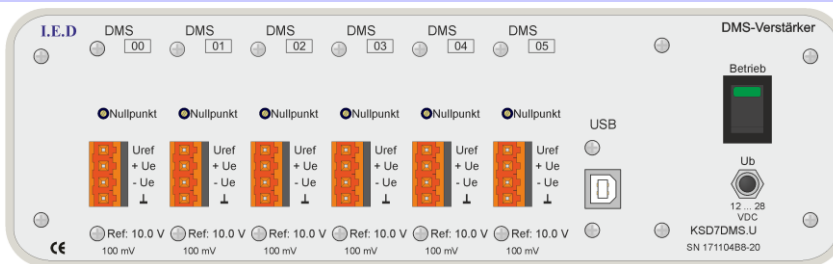 I.E.D DMS DMS DMS DMS DMS DMS DMS-Verstärker
00 01 02 03 04 05
Betrieb
Nullpunkt Nullpunkt Nullpunkt Nullpunkt Nullpunkt Nullpunkt
USB
Uref Uref Uref Uref Uref Uref
+ Ue + Ue + Ue + Ue + Ue + Ue
Ub
- Ue - Ue - Ue - Ue - Ue - Ue
12 ... 28
VDC
Ref: 10.0 V Ref: 10.0 V Ref: 10.0 V Ref: 10.0 V Ref: 10.0 V Ref: 10.0 V KSD7DMS.U
CE 100 mV 100 mV 100 mV 100 mV 100 mV 100 mV SN 171104B8-20